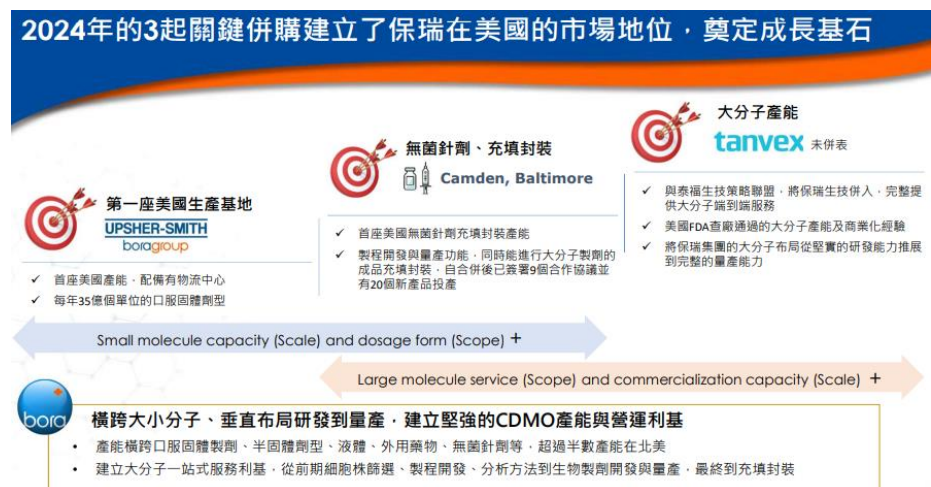 2024年的3起關鍵併購建立了保瑞在美國的市場地位，奠定成長基石
第一座美國生產基地
UPSHER-SMITH
boragroup
✓ 首座美國產能，配備有物流中心
✓ 每年35億個單位的口服固體劑型
無菌針劑、充填封裝
Camden, Baltimore
✓ 首座美國無菌針劑充填封裝產能
✓ 製程開發與量產功能，同時能進行大分子製劑的
成品充填封裝，自合併後已簽署9個合作協議並
有20個新產品投產
大分子產能
tanvex 未併表
✓ 與泰福生技策略聯盟，將保瑞生技併入，完整提
供大分子端到端服務
✓ 美國FDA查廠通過的大分子產能及商業化經驗
✓ 將保瑞集團的大分子布局從堅實的研發能力推展
到完整的量產能力
Small molecule capacity (Scale) and dosage form (Scope) +
Large molecule service (Scope) and commercialization capacity (Scale) +
bora
橫跨大小分子、垂直布局研發到量產，建立堅強的CDMO產能與營運利基
• 產能橫跨口服固體製劑、半固體劑型、液體、外用藥物、無菌針劑等，超過半數產能在北美
• 建立大分子一站式服務利基，從前期細胞株篩選、製程開發、分析方法到生物製劑開發與量產，最終到充填封裝